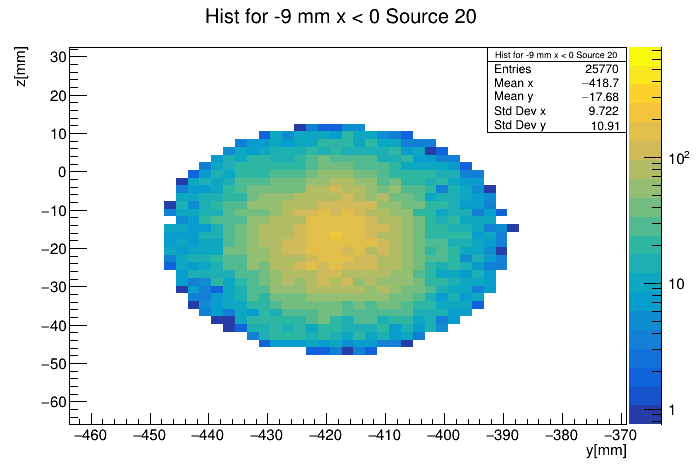 Hist for -9 mm x < 0 Source 20
z[mm]
30
20
10
0
−10
−20
−30
−40
−50
−60
Hist for -9 mm x < 0 Source 20
Entries 25770
Mean x −418.7
Mean y −17.68
Std Dev x 9.722
Std Dev y 10.91
10²
10
1
−460 −450 −440 −430 −420 −410 −400 −390 −380 −370
y[mm]